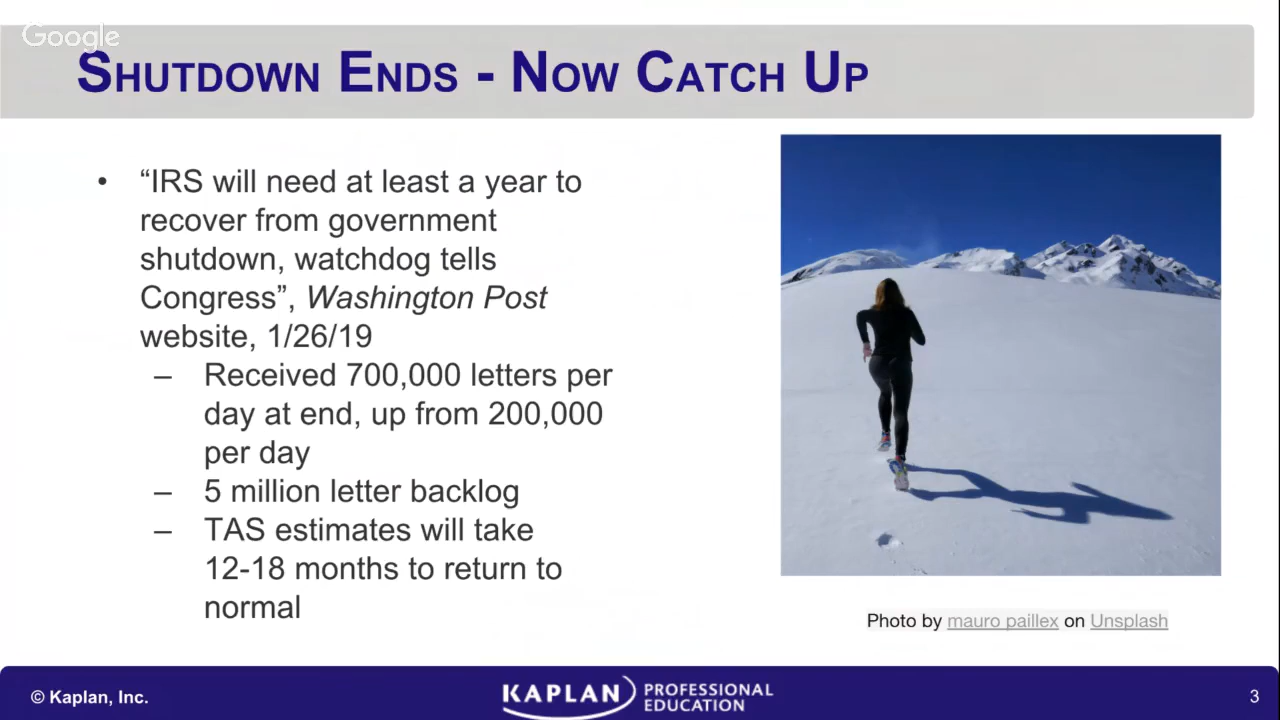 Google
SHUTDOWN ENDS - NOW CATCH UP
• “IRS will need at least a year to
recover from government
shutdown, watchdog tells
Congress”, Washington Post
website, 1/26/19
– Received 700,000 letters per
day at end, up from 200,000
per day
– 5 million letter backlog
– TAS estimates will take
12-18 months to return to
normal
Photo by mauro paillex on Unsplash
© Kaplan, Inc.
KAPLAN PROFESSIONAL
EDUCATION
3